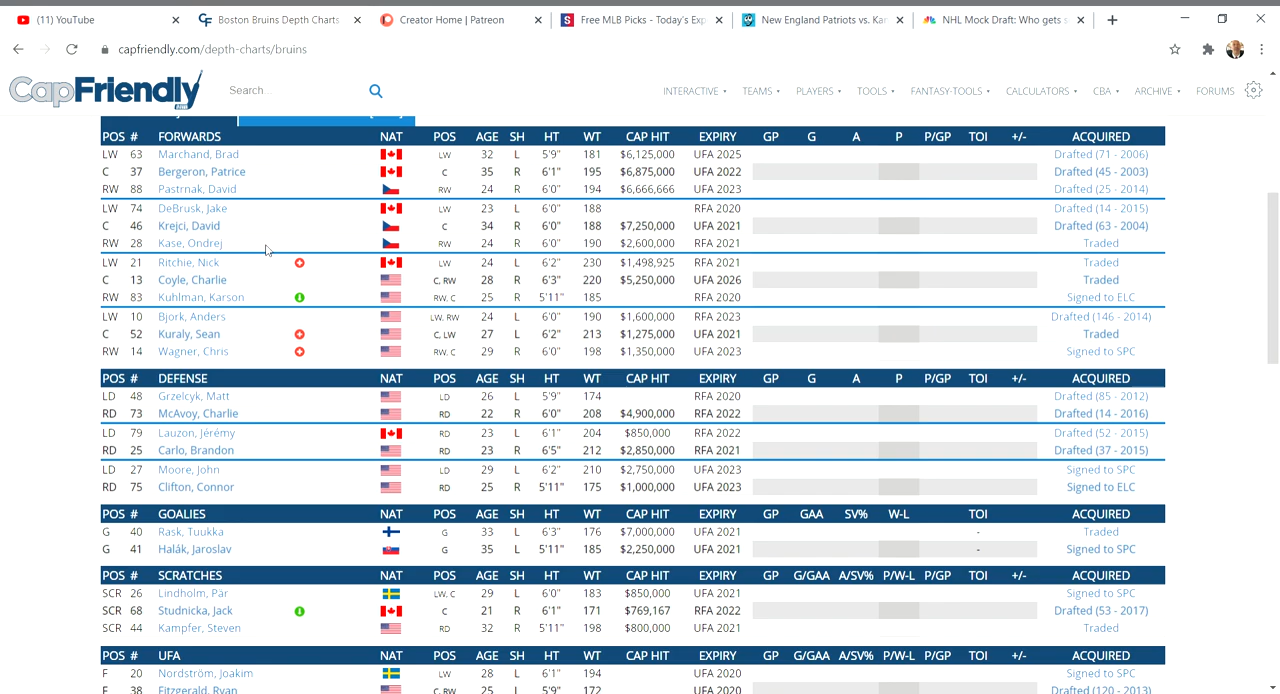 (11) YouTube × Boston Bruins Depth Charts × Creator Home | Patreon × Free MLB Picks - Today's Exp × New England Patriots vs. Kan × NHL Mock Draft: Who gets s ×
capfriendly.com/depth-charts/bruins
CapFriendly Search... INTERACTIVE TEAMS PLAYERS TOOLS FANTASY-TOOLS CALCULATORS CBA ARCHIVE FORUMS
POS # FORWARDS NAT POS AGE SH HT WT CAP HIT EXPIRY GP G A P P/GP TOI +/- ACQUIRED
LW 63 Marchand, Brad LW 32 L 5'9" 181 $6,125,000 UFA 2025 Drafted (71 - 2006)
C 37 Bergeron, Patrice C 35 R 6'1" 195 $6,875,000 UFA 2022 Drafted (45 - 2003)
RW 88 Pastrnak, David RW 24 R 6'0" 194 $6,666,666 UFA 2023 Drafted (25 - 2014)
LW 74 DeBrusk, Jake LW 23 L 6'0" 188 RFA 2020 Drafted (14 - 2015)
C 46 Krejci, David C 34 R 6'0" 188 $7,250,000 UFA 2021 Drafted (63 - 2004)
RW 28 Kase, Ondrej RW 24 R 6'0" 190 $2,600,000 RFA 2021 Traded
LW 21 Ritchie, Nick LW 24 L 6'2" 230 $1,498,925 RFA 2021 Traded
C 13 Coyle, Charlie C, RW 28 R 6'3" 220 $5,250,000 UFA 2026 Traded
RW 83 Kuhlman, Karson RW, C 25 R 5'11" 185 RFA 2020 Signed to ELC
LW 10 Bjork, Anders LW, RW 24 L 6'0" 190 $1,600,000 RFA 2023 Drafted (146 - 2014)
C 52 Kuraly, Sean C, LW 27 L 6'2" 213 $1,275,000 UFA 2021 Traded
RW 14 Wagner, Chris RW, C 29 R 6'0" 198 $1,350,000 UFA 2023 Signed to SPC
POS # DEFENSE NAT POS AGE SH HT WT CAP HIT EXPIRY GP G A P P/GP TOI +/- ACQUIRED
LD 48 Grzelcyk, Matt LD 26 L 5'9" 174 RFA 2020 Drafted (85 - 2012)
RD 73 McAvoy, Charlie RD 22 R 6'0" 208 $4,900,000 RFA 2022 Drafted (14 - 2016)
LD 79 Lauzon, Jérémy RD 23 L 6'1" 204 $850,000 RFA 2022 Drafted (52 - 2015)
RD 25 Carlo, Brandon RD 23 R 6'5" 212 $2,850,000 RFA 2021 Drafted (37 - 2015)
LD 27 Moore, John LD 29 L 6'2" 210 $2,750,000 UFA 2023 Signed to SPC
RD 75 Clifton, Connor RD 25 R 5'11" 175 $1,000,000 UFA 2023 Signed to ELC
POS # GOALIES NAT POS AGE SH HT WT CAP HIT EXPIRY GP GAA SV% W-L TOI ACQUIRED
G 40 Rask, Tuukka G 33 L 6'3" 176 $7,000,000 UFA 2021 - Traded
G 41 Halák, Jaroslav G 35 L 5'11" 185 $2,250,000 UFA 2021 - Signed to SPC
POS # SCRATCHES NAT POS AGE SH HT WT CAP HIT EXPIRY GP G/GAA A/SV% P/W-L P/GP TOI +/- ACQUIRED
SCR 26 Lindholm, Pär LW, C 29 L 6'0" 183 $850,000 UFA 2021 Signed to SPC
SCR 68 Studnicka, Jack C 21 R 6'1" 171 $769,167 RFA 2022 Drafted (53 - 2017)
SCR 44 Kampfer, Steven RD 32 R 5'11" 198 $800,000 UFA 2021 Traded
POS # UFA NAT POS AGE SH HT WT CAP HIT EXPIRY GP G/GAA A/SV% P/W-L P/GP TOI +/- ACQUIRED
F 20 Nordström, Joakim LW 28 L 6'1" 194 UFA 2020 Signed to SPC
F 38 Fitzgerald, Ryan C, RW 25 L 5'9" 172 UFA 2020 Drafted (120 - 2013)